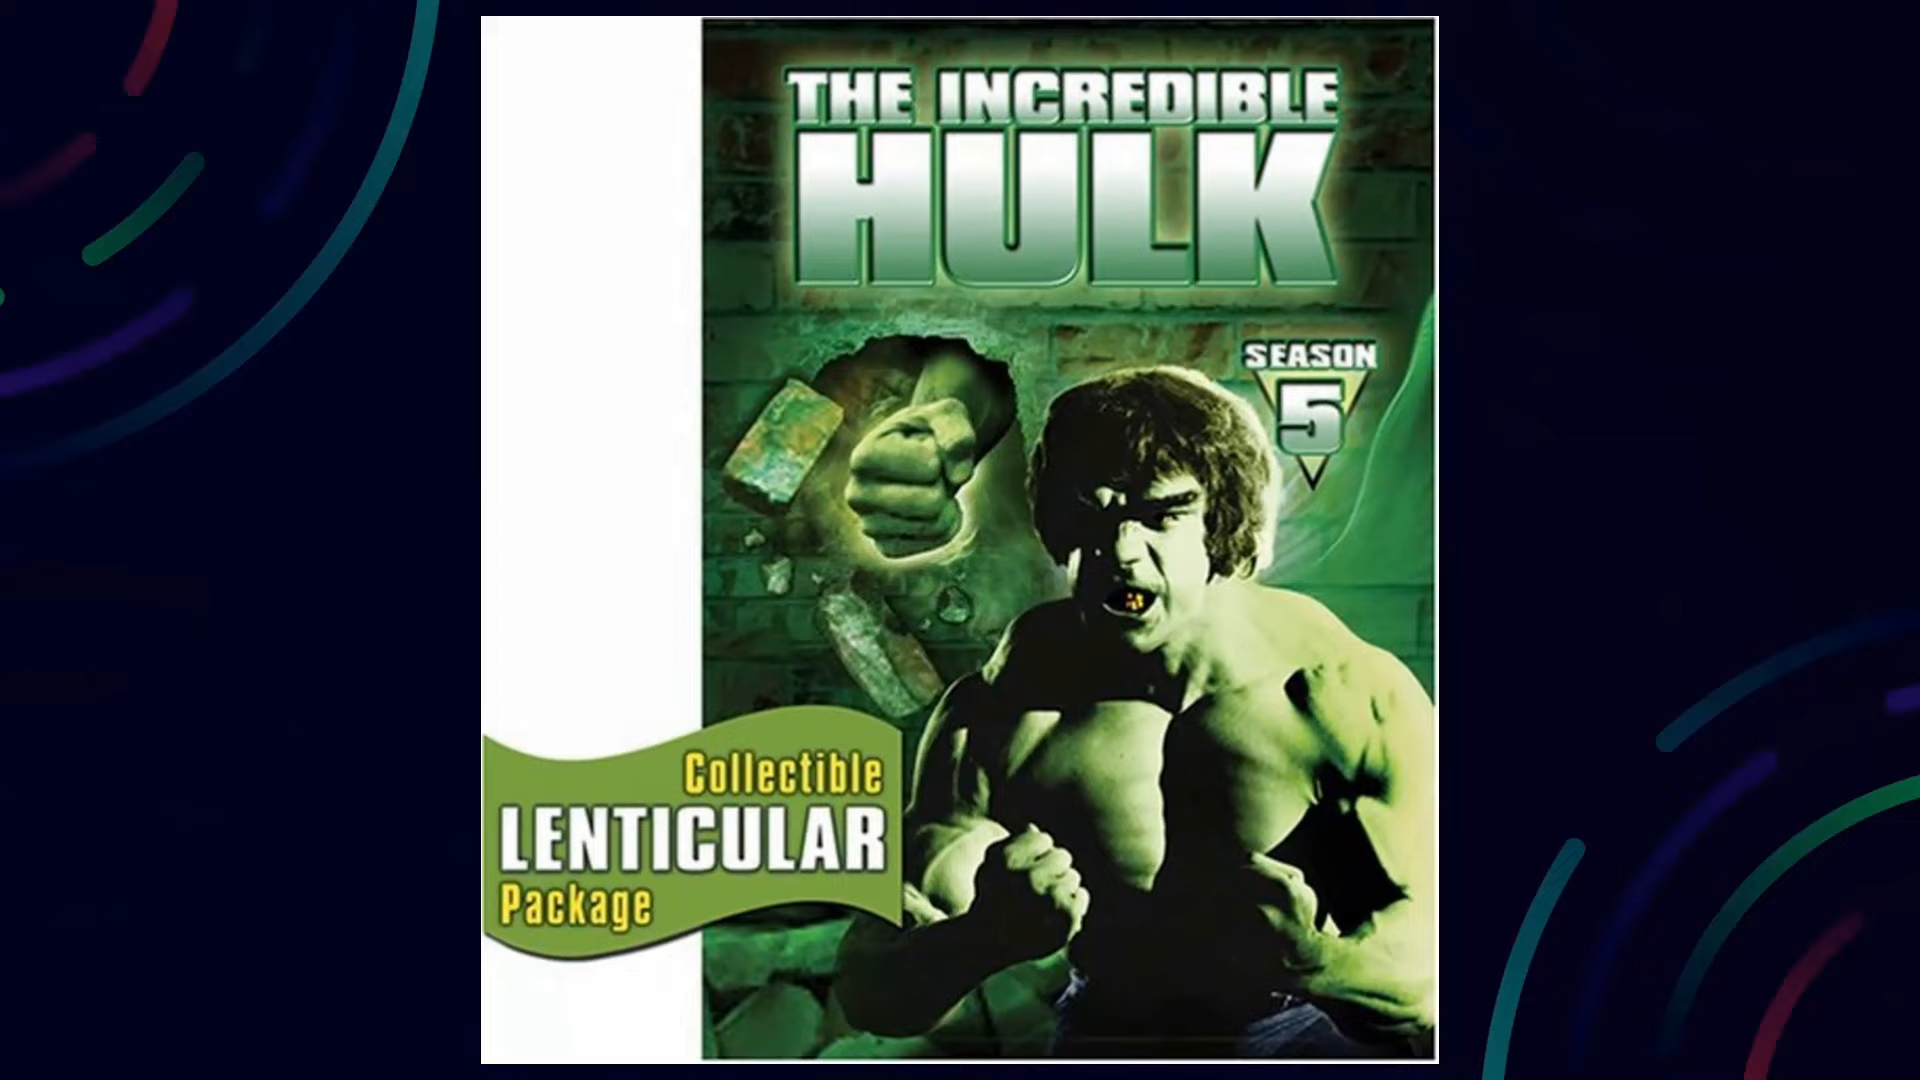 THE INCREDIBLE
HULK
SEASON
5
Collectible
LENTICULAR
Package